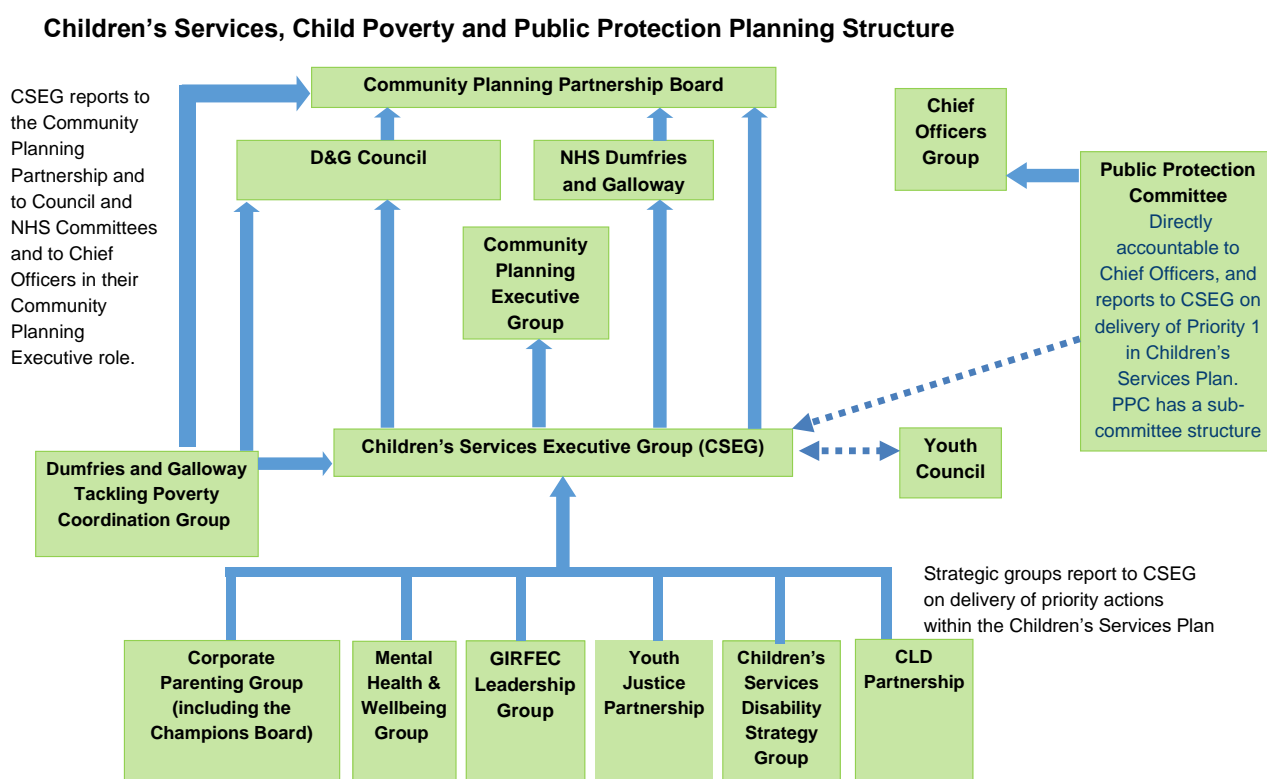 Children’s Services, Child Poverty and Public Protection Planning Structure
CSEG reports to
the Community
Planning
Partnership and
to Council and
NHS Committees
and to Chief
Officers in their
Community
Planning
Executive role.
Community Planning Partnership Board
D&G Council
NHS Dumfries
and Galloway
Community
Planning
Executive
Group
Chief
Officers
Group
Public Protection
Committee
Directly
accountable to
Chief Officers, and
reports to CSEG on
delivery of Priority 1
in Children’s
Services Plan.
PPC has a sub-
committee structure
Children’s Services Executive Group (CSEG)
Youth
Council
Dumfries and Galloway
Tackling Poverty
Coordination Group
Strategic groups report to CSEG
on delivery of priority actions
within the Children’s Services Plan
Corporate
Parenting Group
(including the
Champions Board)
Mental
Health &
Wellbeing
Group
GIRFEC
Leadership
Group
Youth
Justice
Partnership
Children’s
Services
Disability
Strategy
Group
CLD
Partnership